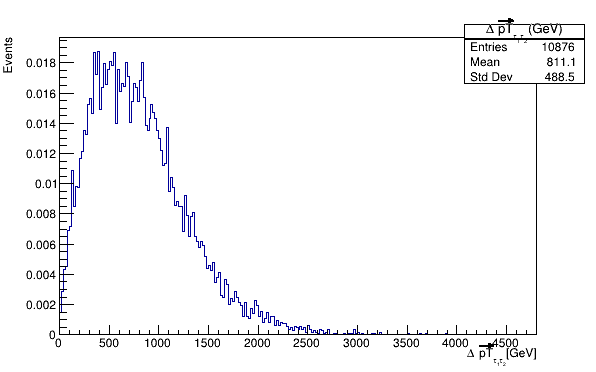 Δ pT τ₁τ₂ (GeV)
Entries 10876
Mean 811.1
Std Dev 488.5
Events
0.018
0.016
0.014
0.012
0.01
0.008
0.006
0.004
0.002
0
0 500 1000 1500 2000 2500 3000 3500 4000 4500
Δ pT τ₁τ₂ [GeV]